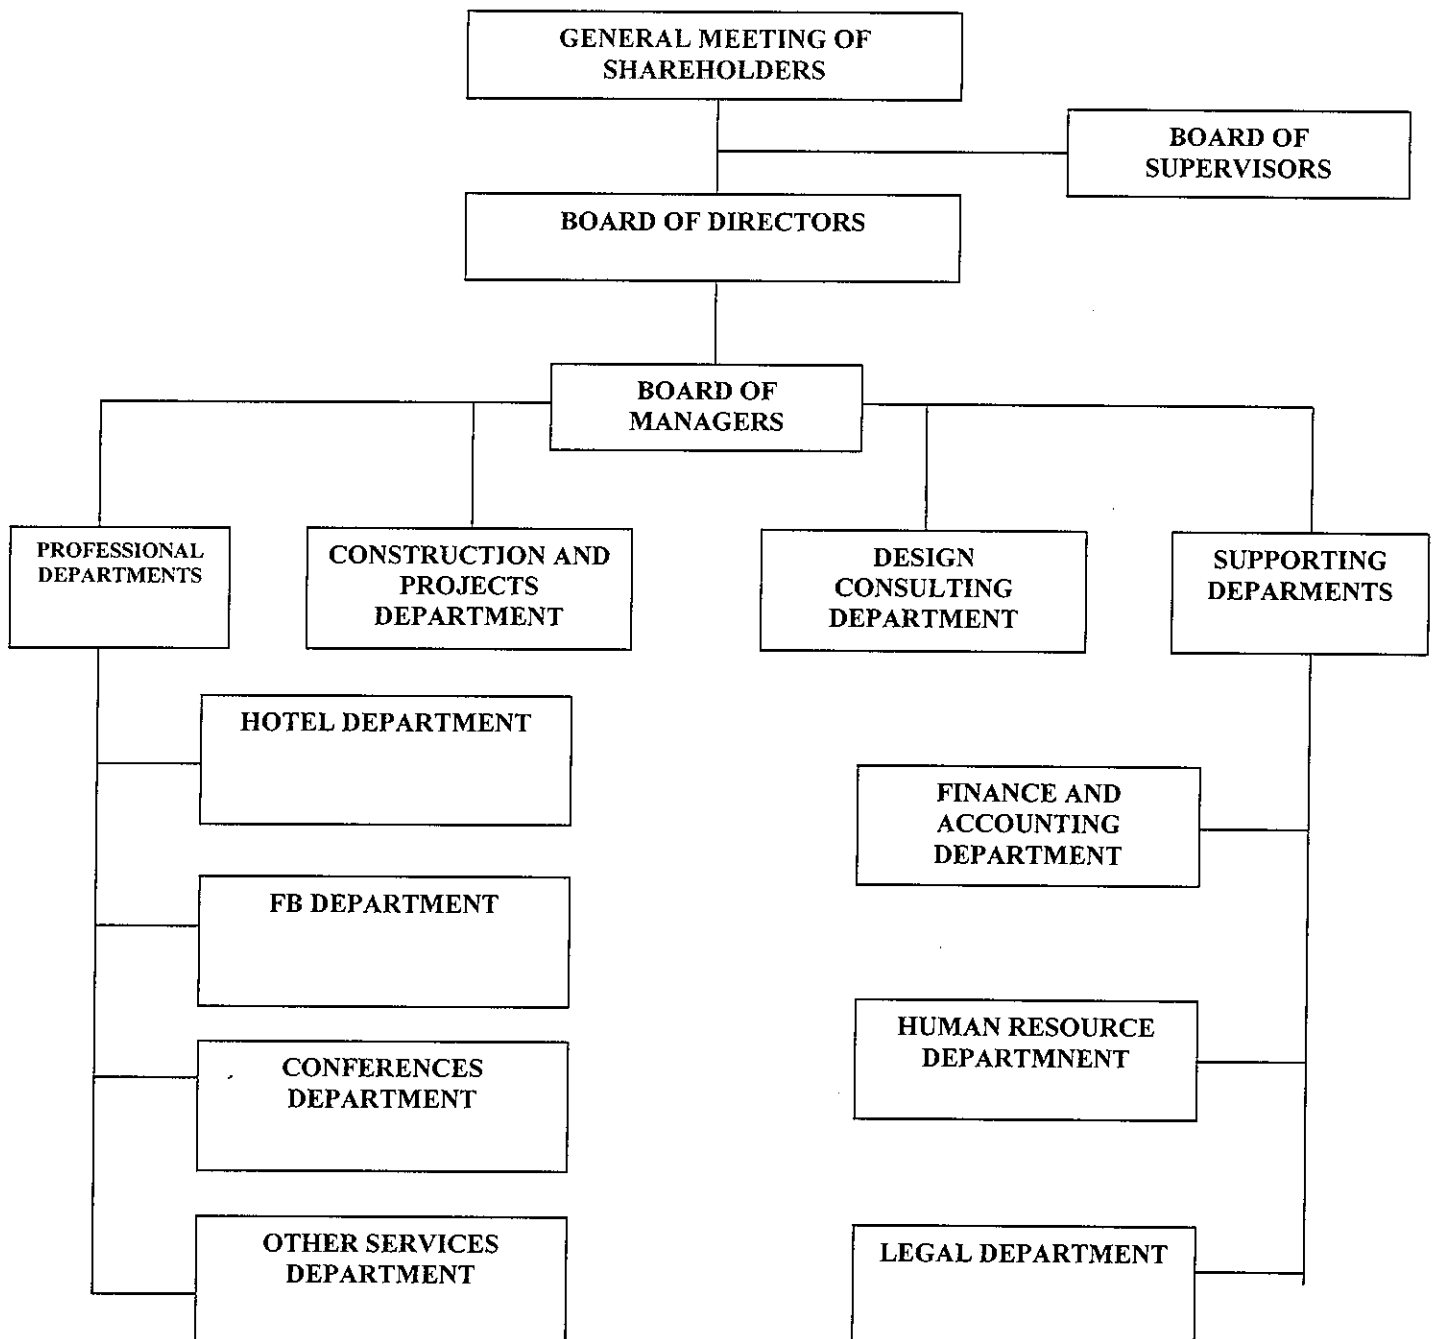 GENERAL MEETING OF
SHAREHOLDERS
BOARD OF
SUPERVISORS
BOARD OF DIRECTORS
BOARD OF
MANAGERS
PROFESSIONAL
DEPARTMENTS
CONSTRUCTION AND
PROJECTS
DEPARTMENT
DESIGN
CONSULTING
DEPARTMENT
SUPPORTING
DEPARMENTS
HOTEL DEPARTMENT
FINANCE AND
ACCOUNTING
DEPARTMENT
FB DEPARTMENT
HUMAN RESOURCE
DEPARTMNENT
CONFERENCES
DEPARTMENT
OTHER SERVICES
DEPARTMENT
LEGAL DEPARTMENT